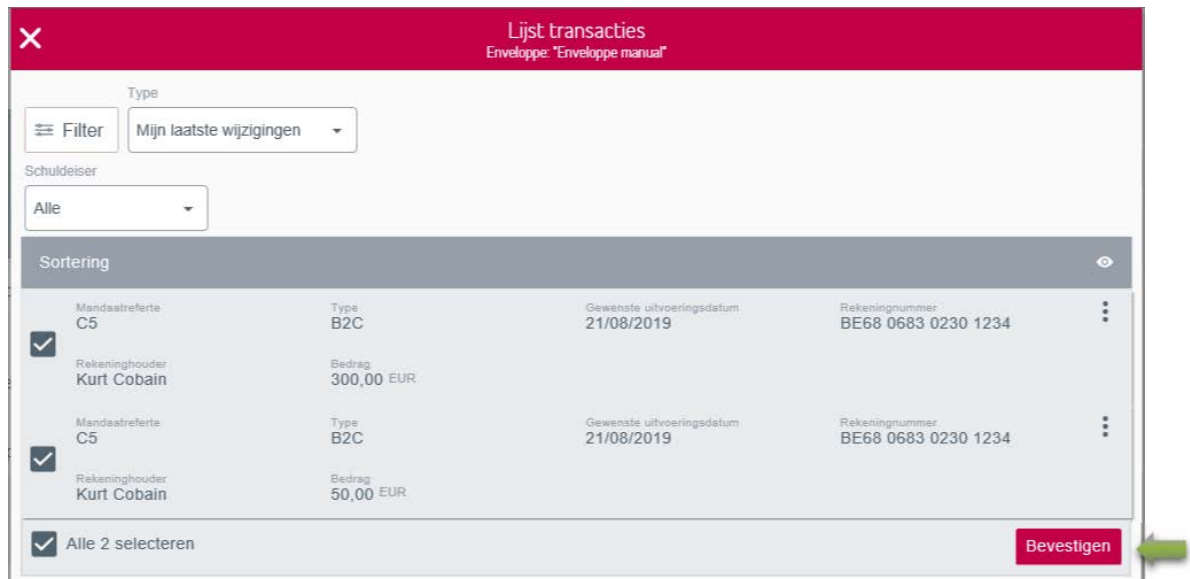 Lijst transacties
Enveloppe: "Enveloppe manual"
Type
Filter
Mijn laatste wijzigingen
Schuldeiser
Alle
Sortering
Mandaatreferte Type Gewenste uitvoeringsdatum Rekeningnummer
C5 B2C 21/08/2019 BE68 0683 0230 1234
Rekeninghouder Bedrag
Kurt Cobain 300,00 EUR
Mandaatreferte Type Gewenste uitvoeringsdatum Rekeningnummer
C5 B2C 21/08/2019 BE68 0683 0230 1234
Rekeninghouder Bedrag
Kurt Cobain 50,00 EUR
Alle 2 selecteren Bevestigen